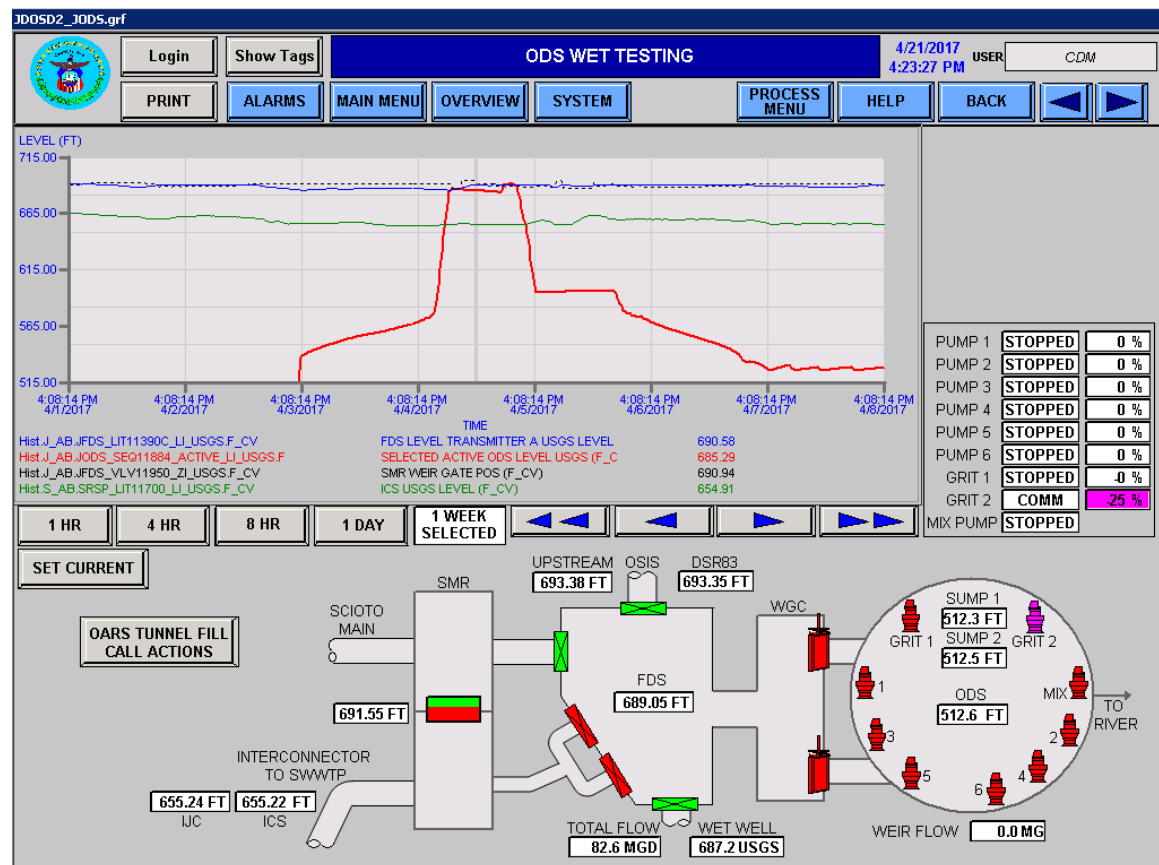 JDOSD2_JODS.grf
Login
Show Tags
ODS WET TESTING
4/21/2017
4:23:27 PM
USER
CDM
PRINT
ALARMS
MAIN MENU
OVERVIEW
SYSTEM
PROCESS
MENU
HELP
BACK
LEVEL (FT)
715.00
665.00
615.00
565.00
515.00
4:08:14 PM 4:08:14 PM 4:08:14 PM 4:08:14 PM 4:08:14 PM 4:08:14 PM 4:08:14 PM 4:08:14 PM
4/1/2017 4/2/2017 4/3/2017 4/4/2017 4/5/2017 4/6/2017 4/7/2017 4/8/2017
TIME
Hist.J_AB.JFDS_LIT11390C_LI_USGS.F_CV FDS LEVEL TRANSMITTER A USGS LEVEL 690.58
Hist.J_AB.JODS_SEQ11884_ACTIVE_LI_USGS.F SELECTED ACTIVE ODS LEVEL USGS (F_C 685.29
Hist.J_AB.JFDS_VLV11950_ZI_USGS.F_CV SMR WEIR GATE POS (F_CV) 690.94
Hist.S_AB.SRSP_LIT11700_LI_USGS.F_CV ICS USGS LEVEL (F_CV) 654.91
PUMP 1 STOPPED 0 %
PUMP 2 STOPPED 0 %
PUMP 3 STOPPED 0 %
PUMP 4 STOPPED 0 %
PUMP 5 STOPPED 0 %
PUMP 6 STOPPED 0 %
GRIT 1 STOPPED -0 %
GRIT 2 COMM -25 %
MIX PUMP STOPPED
1 HR
4 HR
8 HR
1 DAY
1 WEEK
SELECTED
SET CURRENT
OARS TUNNEL FILL
CALL ACTIONS
SCIOTO
MAIN
SMR
691.55 FT
INTERCONNECTOR
TO SWWTP
655.24 FT
IJC
655.22 FT
ICS
UPSTREAM
693.38 FT
OSIS
DSR83
693.35 FT
FDS
689.05 FT
WGC
TOTAL FLOW
82.6 MGD
WET WELL
687.2 USGS
SUMP 1
512.3 FT
GRIT 1
GRIT 2
SUMP 2
512.5 FT
ODS
512.6 FT
1
3
5
6
4
2
MIX
TO
RIVER
WEIR FLOW 0.0 MG